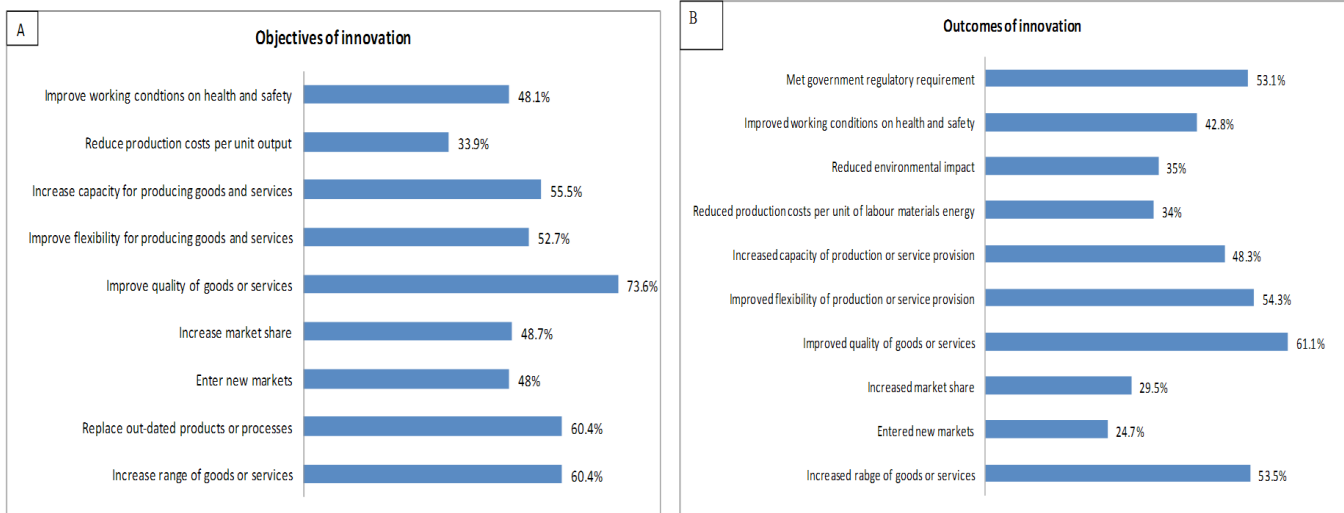 A
Objectives of innovation
Improve working condtions on health and safety 48.1%
Reduce production costs per unit output 33.9%
Increase capacity for producing goods and services 55.5%
Improve flexibility for producing goods and services 52.7%
Improve quality of goods or services 73.6%
Increase market share 48.7%
Enter new markets 48%
Replace out-dated products or processes 60.4%
Increase range of goods or services 60.4%
B
Outcomes of innovation
Met government regulatory requirement 53.1%
Improved working conditions on health and safety 42.8%
Reduced environmental impact 35%
Reduced production costs per unit of labour materials energy 34%
Increased capacity of production or service provision 48.3%
Improved flexibility of production or service provision 54.3%
Improved quality of goods or services 61.1%
Increased market share 29.5%
Entered new markets 24.7%
Increased rabge of goods or services 53.5%